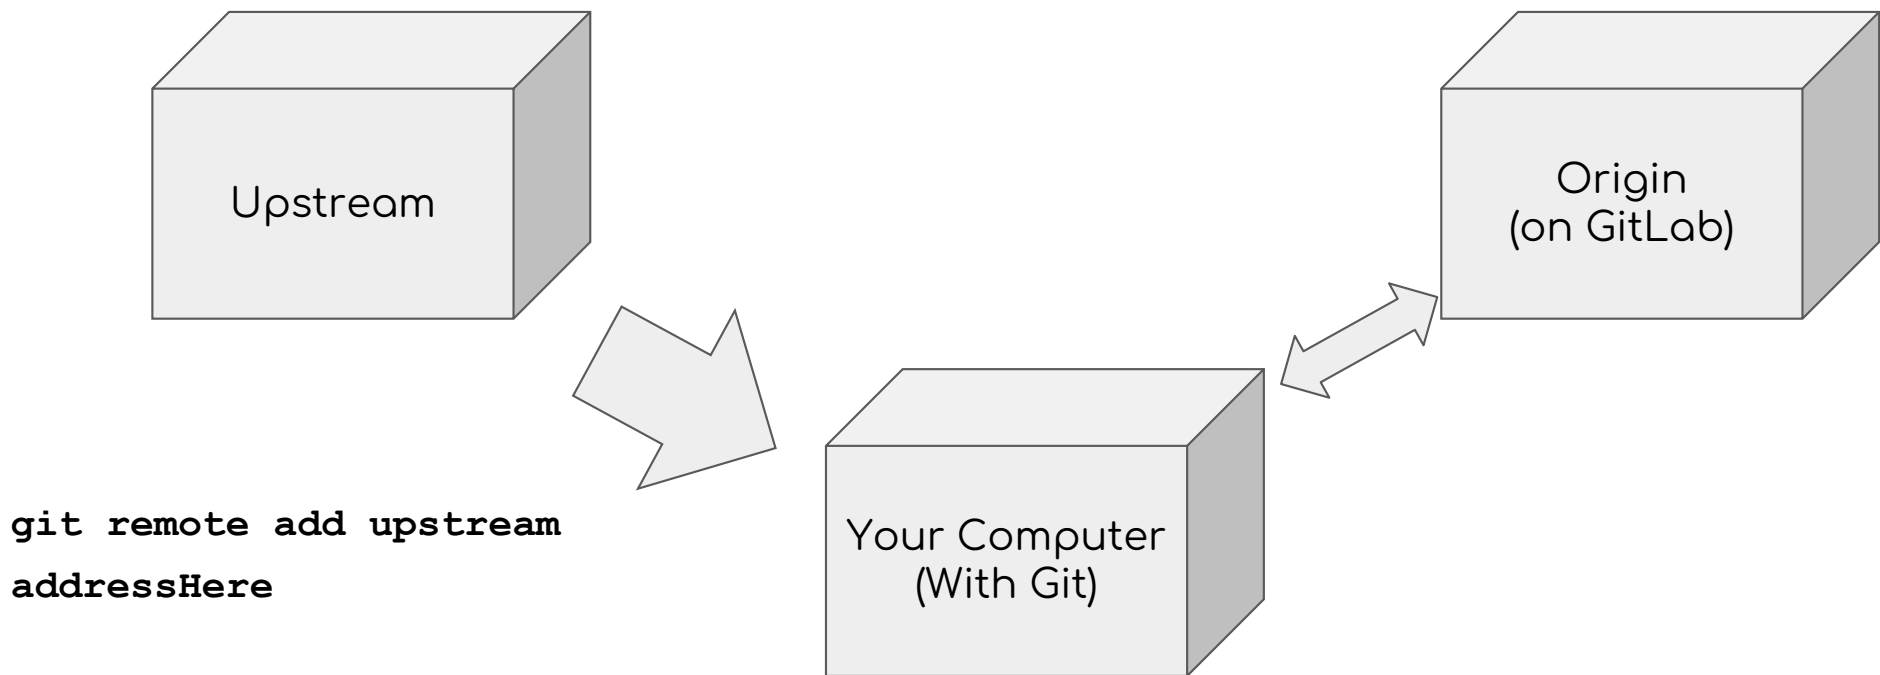 Upstream
Origin
(on GitLab)
git remote add upstream
addressHere
Your Computer
(With Git)